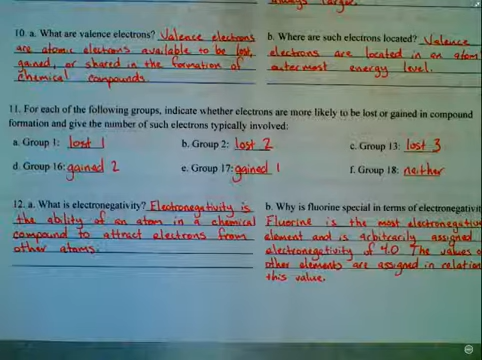 always larger.
10. a. What are valence electrons? Valence electrons
are atomic electrons available to be lost,
gained, or shared in the formation of
chemical compounds.
b. Where are such electrons located? Valence
electrons are located in an atom
outermost energy level.
11. For each of the following groups, indicate whether electrons are more likely to be lost or gained in compound
formation and give the number of such electrons typically involved:
a. Group 1: lost 1
b. Group 2: lost 2
c. Group 13: lost 3
d. Group 16: gained 2
e. Group 17: gained 1
f. Group 18: neither
12. a. What is electronegativity? Electronegativity is
the ability of an atom in a chemical
compound to attract electrons from
other atoms.
b. Why is fluorine special in terms of electronegativit
Fluorine is the most electronegative
element and is arbitrarily assigned
electronegativity of 4.0 The values o
other elements are assigned in relation
this value.